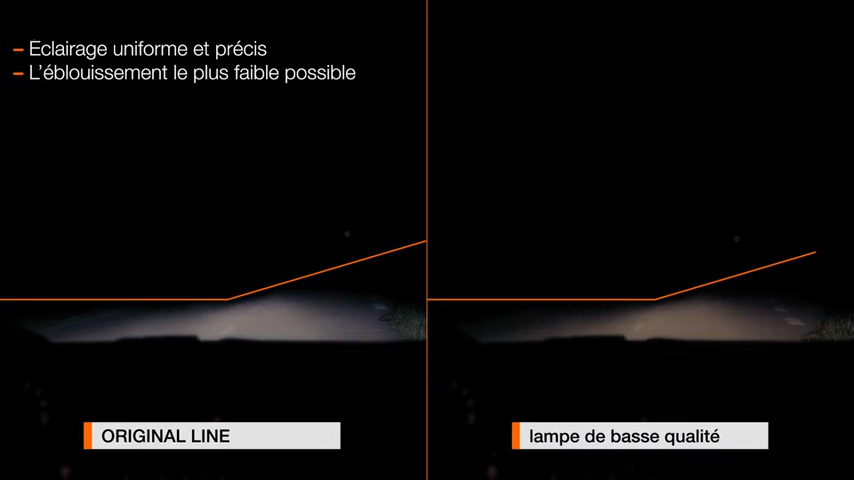 – Eclairage uniforme et précis
– L'éblouissement le plus faible possible
ORIGINAL LINE
lampe de basse qualité